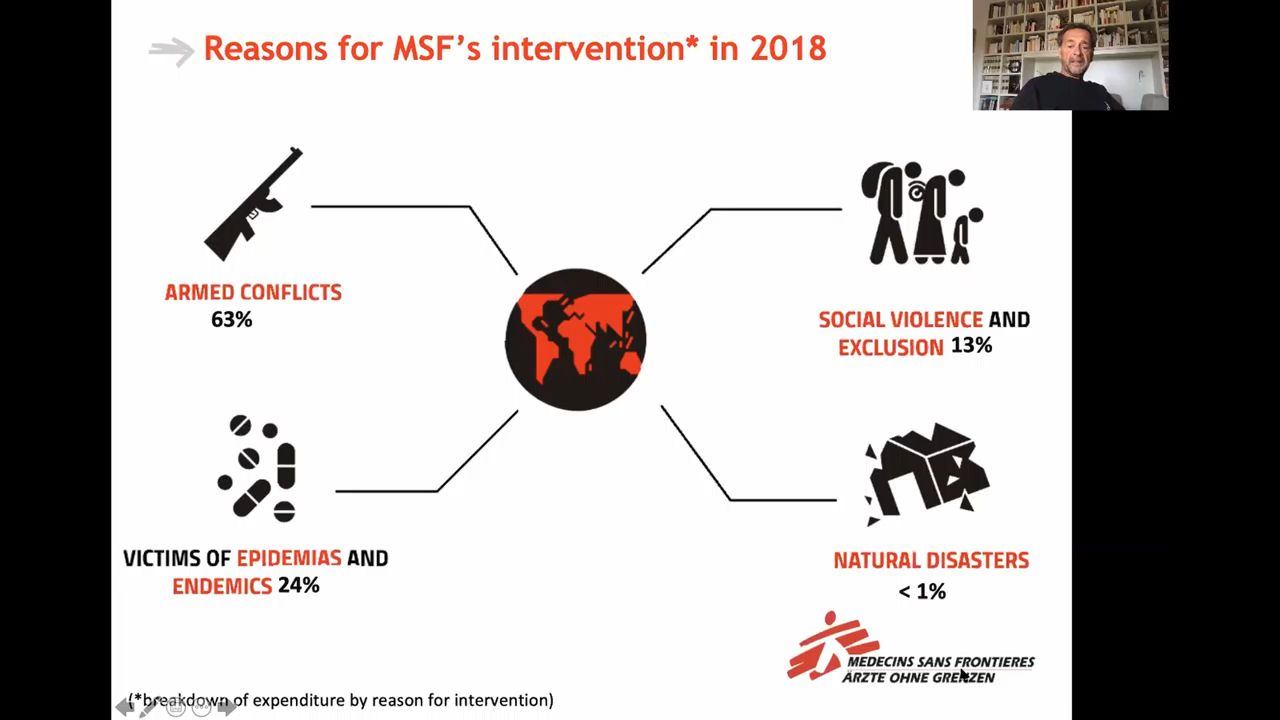 Reasons for MSF’s intervention* in 2018
ARMED CONFLICTS
63%
SOCIAL VIOLENCE AND
EXCLUSION 13%
VICTIMS OF EPIDEMIAS AND
ENDEMICS 24%
NATURAL DISASTERS
< 1%
MEDECINS SANS FRONTIERES
ÄRZTE OHNE GRENZEN
(*breakdown of expenditure by reason for intervention)